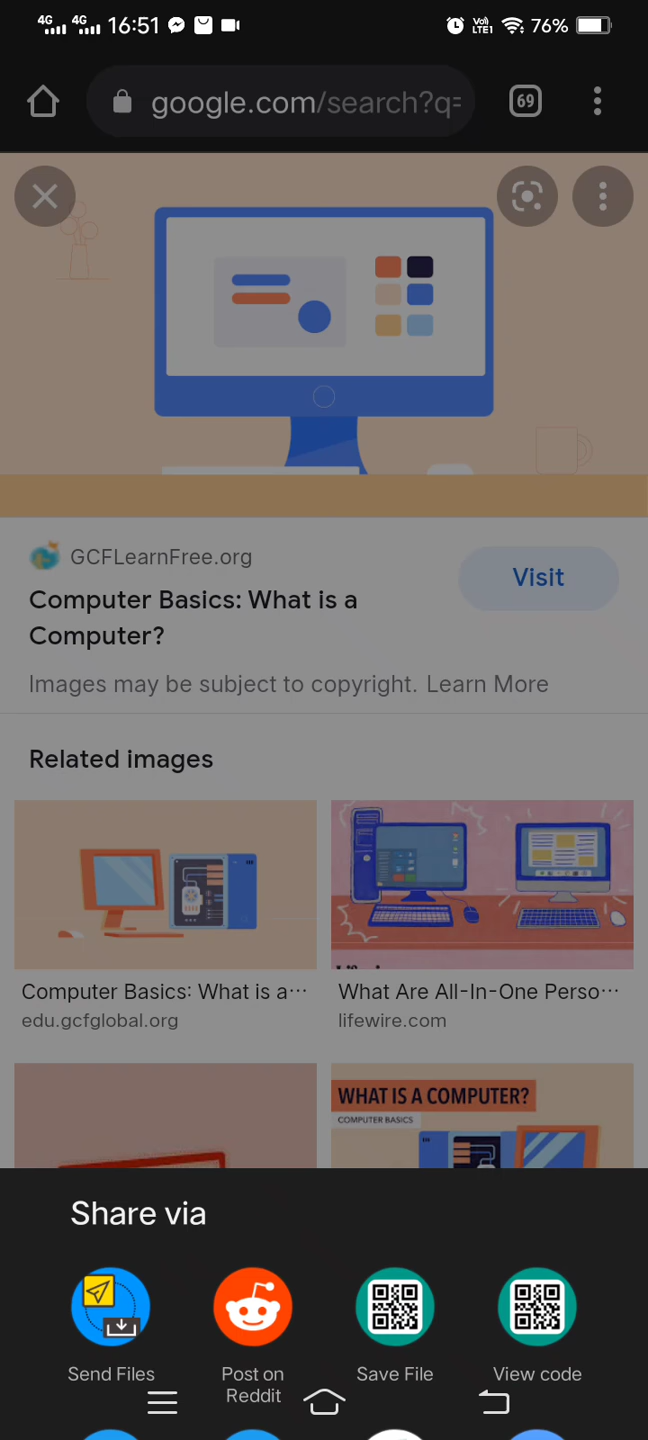 4G 4G 16:51 Vo) LTE1 76%
google.com/search?q=
69
GCFLearnFree.org
Computer Basics: What is a
Computer?
Visit
Images may be subject to copyright. Learn More
Related images
Computer Basics: What is a…
edu.gcfglobal.org
What Are All-In-One Perso…
lifewire.com
WHAT IS A COMPUTER?
COMPUTER BASICS
Share via
Send Files
Post on
Reddit
Save File
View code